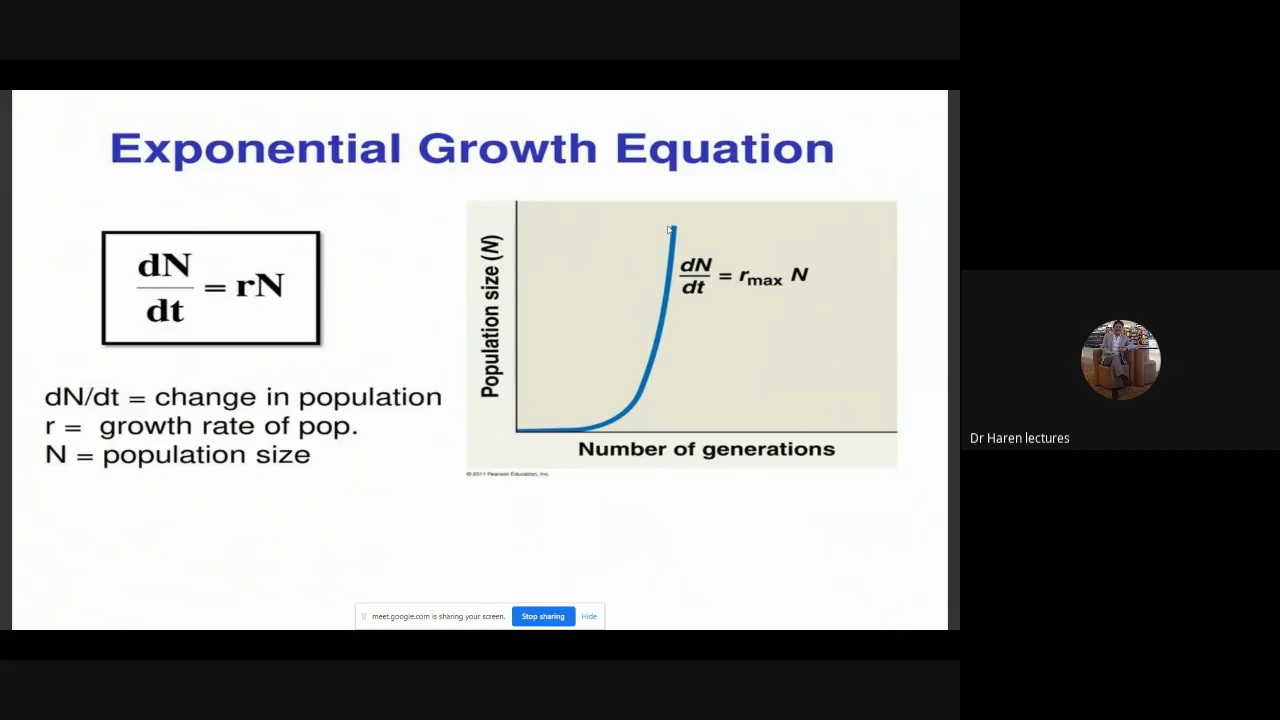 Exponential Growth Equation
dN
dt
= rN
dN/dt = change in population
r = growth rate of pop.
N = population size
Population size (N)
dN
dt
= rmax N
Number of generations
© 2011 Pearson Education, Inc.
meet.google.com is sharing your screen.
Stop sharing
Hide
Dr Haren lectures